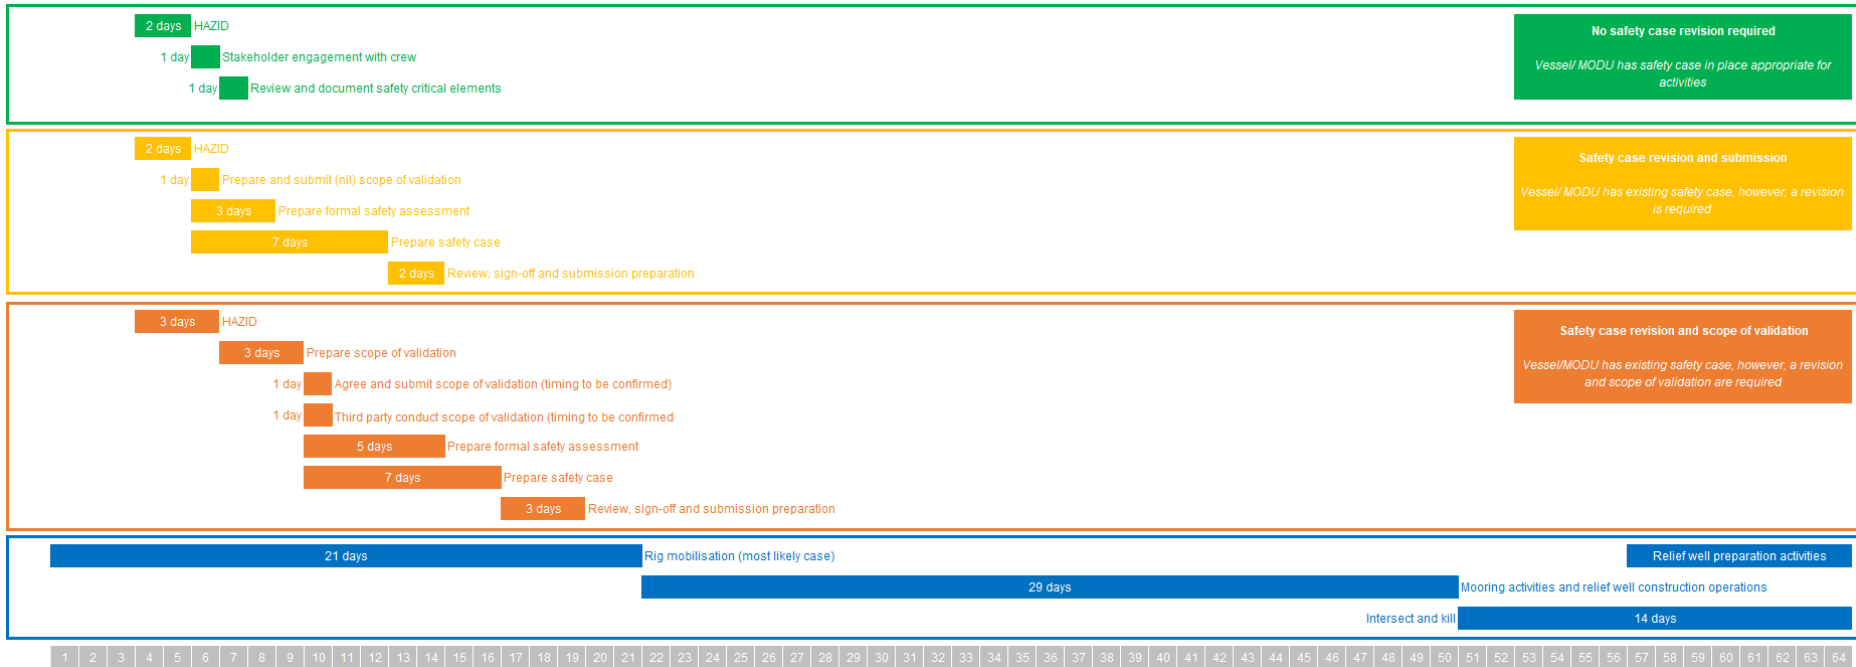 2 days HAZID
1 day Stakeholder engagement with crew
1 day Review and document safety critical elements
No safety case revision required
Vessel/ MODU has safety case in place appropriate for
activities
2 days HAZID
1 day Prepare and submit (nil) scope of validation
3 days Prepare formal safety assessment
7 days Prepare safety case
2 days Review, sign-off and submission preparation
Safety case revision and submission
Vessel/ MODU has existing safety case, however, a revision
is required
3 days HAZID
3 days Prepare scope of validation
1 day Agree and submit scope of validation (timing to be confirmed)
1 day Third party conduct scope of validation (timing to be confirmed
5 days Prepare formal safety assessment
7 days Prepare safety case
3 days Review, sign-off and submission preparation
Safety case revision and scope of validation
Vessel/MODU has existing safety case, however, a revision
and scope of validation are required
21 days Rig mobilisation (most likely case) Relief well preparation activities
29 days Mooring activities and relief well construction operations
Intersect and kill 14 days
1 2 3 4 5 6 7 8 9 10 11 12 13 14 15 16 17 18 19 20 21 22 23 24 25 26 27 28 29 30 31 32 33 34 35 36 37 38 39 40 41 42 43 44 45 46 47 48 49 50 51 52 53 54 55 56 57 58 59 60 61 62 63 64